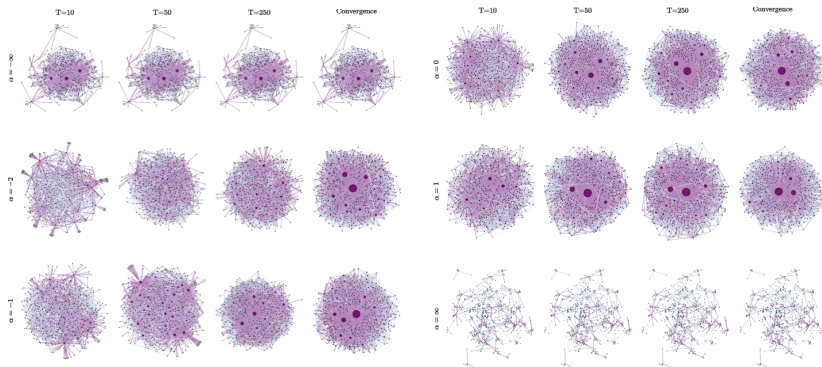 T=10 T=50 T=250 Convergence
α = −∞
α = −2
α = −1
T=10 T=50 T=250 Convergence
α = 0
α = 1
α = ∞